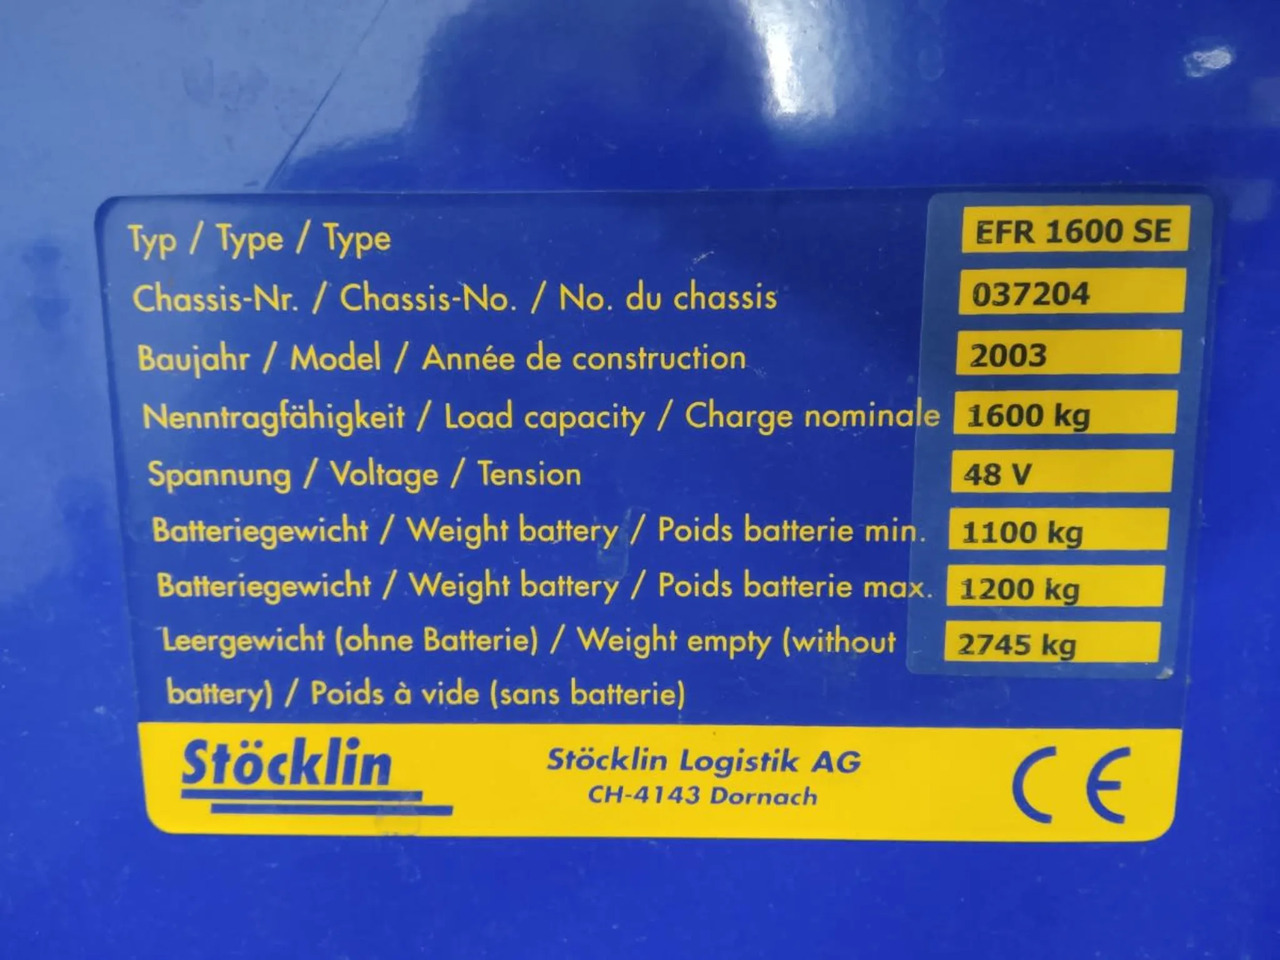 Typ / Type / Type EFR 1600 SE
Chassis-Nr. / Chassis-No. / No. du chassis 037204
Baujahr / Model / Année de construction 2003
Nenntragfähigkeit / Load capacity / Charge nominale 1600 kg
Spannung / Voltage / Tension 48 V
Batteriegewicht / Weight battery / Poids batterie min. 1100 kg
Batteriegewicht / Weight battery / Poids batterie max. 1200 kg
Leergewicht (ohne Batterie) / Weight empty (without 2745 kg
battery) / Poids à vide (sans batterie)
Stöcklin
Stöcklin Logistik AG
CH-4143 Dornach
CE